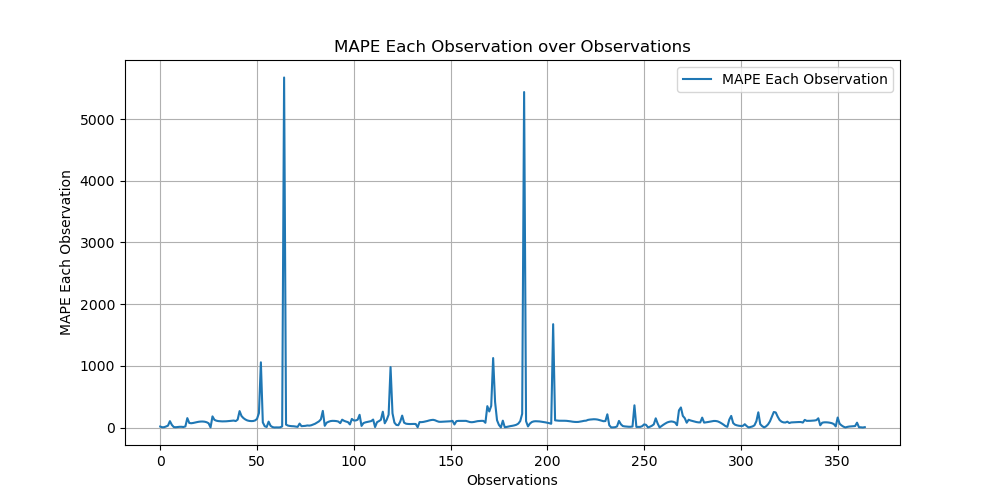 MAPE Each Observation over Observations
MAPE Each Observation
5000
4000
3000
2000
1000
0
MAPE Each Observation
0 50 100 150 200 250 300 350
Observations